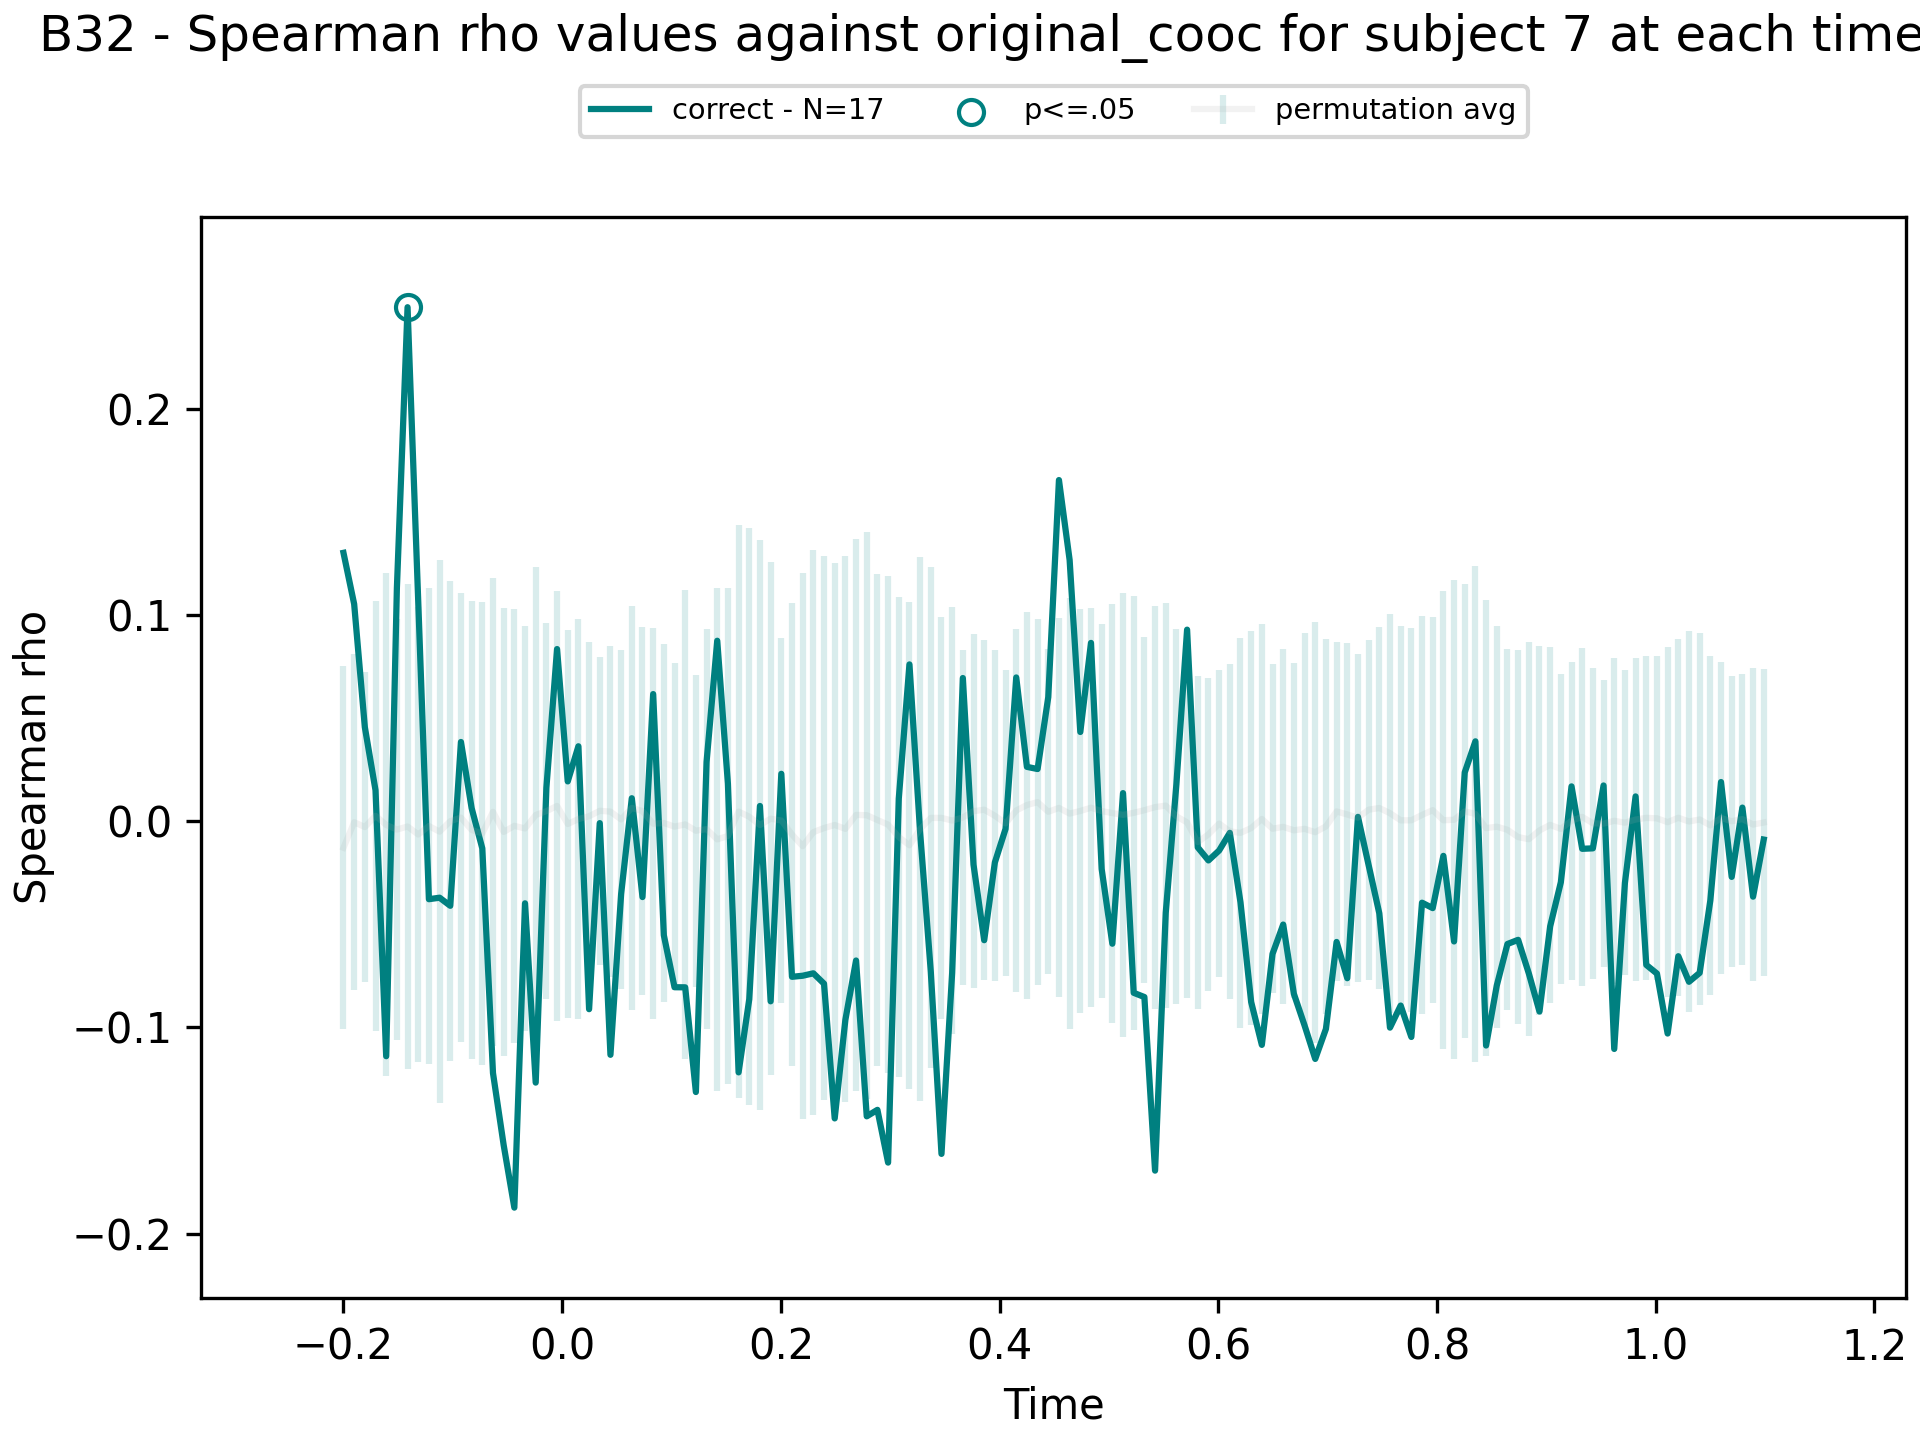 B32 - Spearman rho values against original_cooc for subject 7 at each time
correct - N=17 p<=.05 permutation avg
0.2
0.1
0.0
−0.1
−0.2
Spearman rho
−0.2 0.0 0.2 0.4 0.6 0.8 1.0 1.2
Time